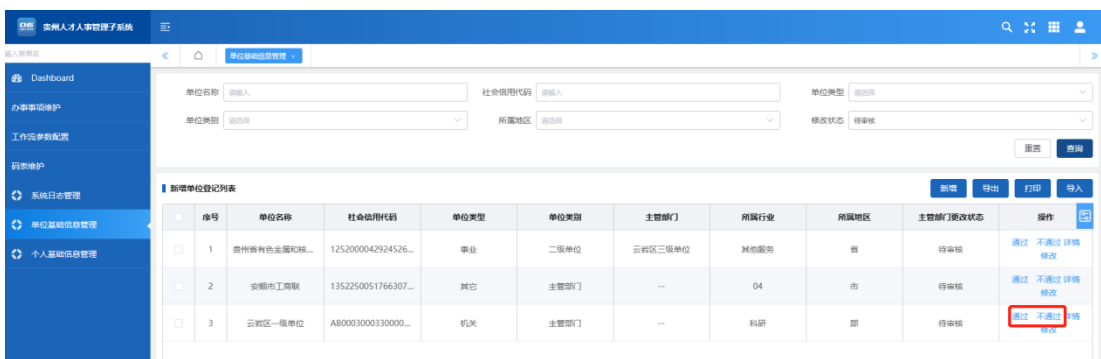 CHS 贵州人才人事管理子系统
输入菜单名
单位基础信息管理 ×
Dashboard
办事事项维护
工作流参数配置
码表维护
系统日志管理
单位基础信息管理
个人基础信息管理
单位名称 请输入 社会信用代码 请输入 单位类型 请选择
单位类别 请选择 所属地区 请选择 修改状态 待审核
重置 查询
新增单位登记列表 新增 导出 打印 导入
序号 单位名称 社会信用代码 单位类型 单位类别 主管部门 所属行业 所属地区 主管部门更改状态 操作
1 贵州省有色金属和核... 1252000042924526... 事业 二级单位 云岩区三级单位 其他服务 省 待审核 通过 不通过 详情
修改
2 安顺市工商联 1352250051766307... 其它 主管部门 -- 04 市 待审核 通过 不通过 详情
修改
3 云岩区一级单位 AB0003000330000... 机关 主管部门 -- 科研 部 待审核 通过 不通过 详情
修改